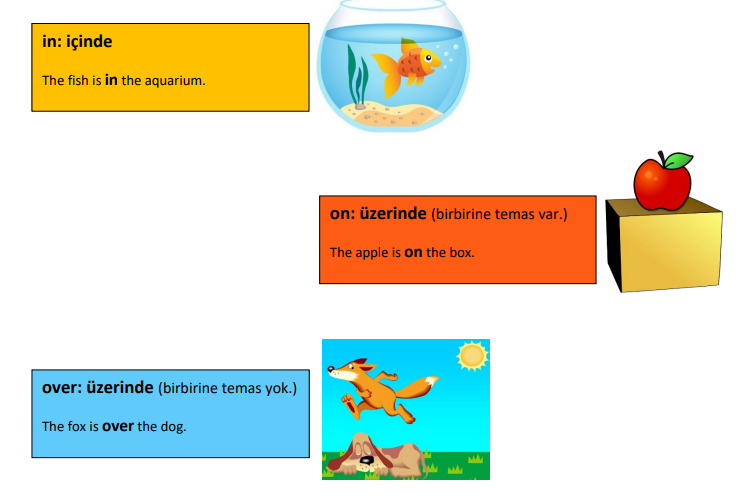 in: içinde
The fish is in the aquarium.
on: üzerinde (birbirine temas var.)
The apple is on the box.
over: üzerinde (birbirine temas yok.)
The fox is over the dog.